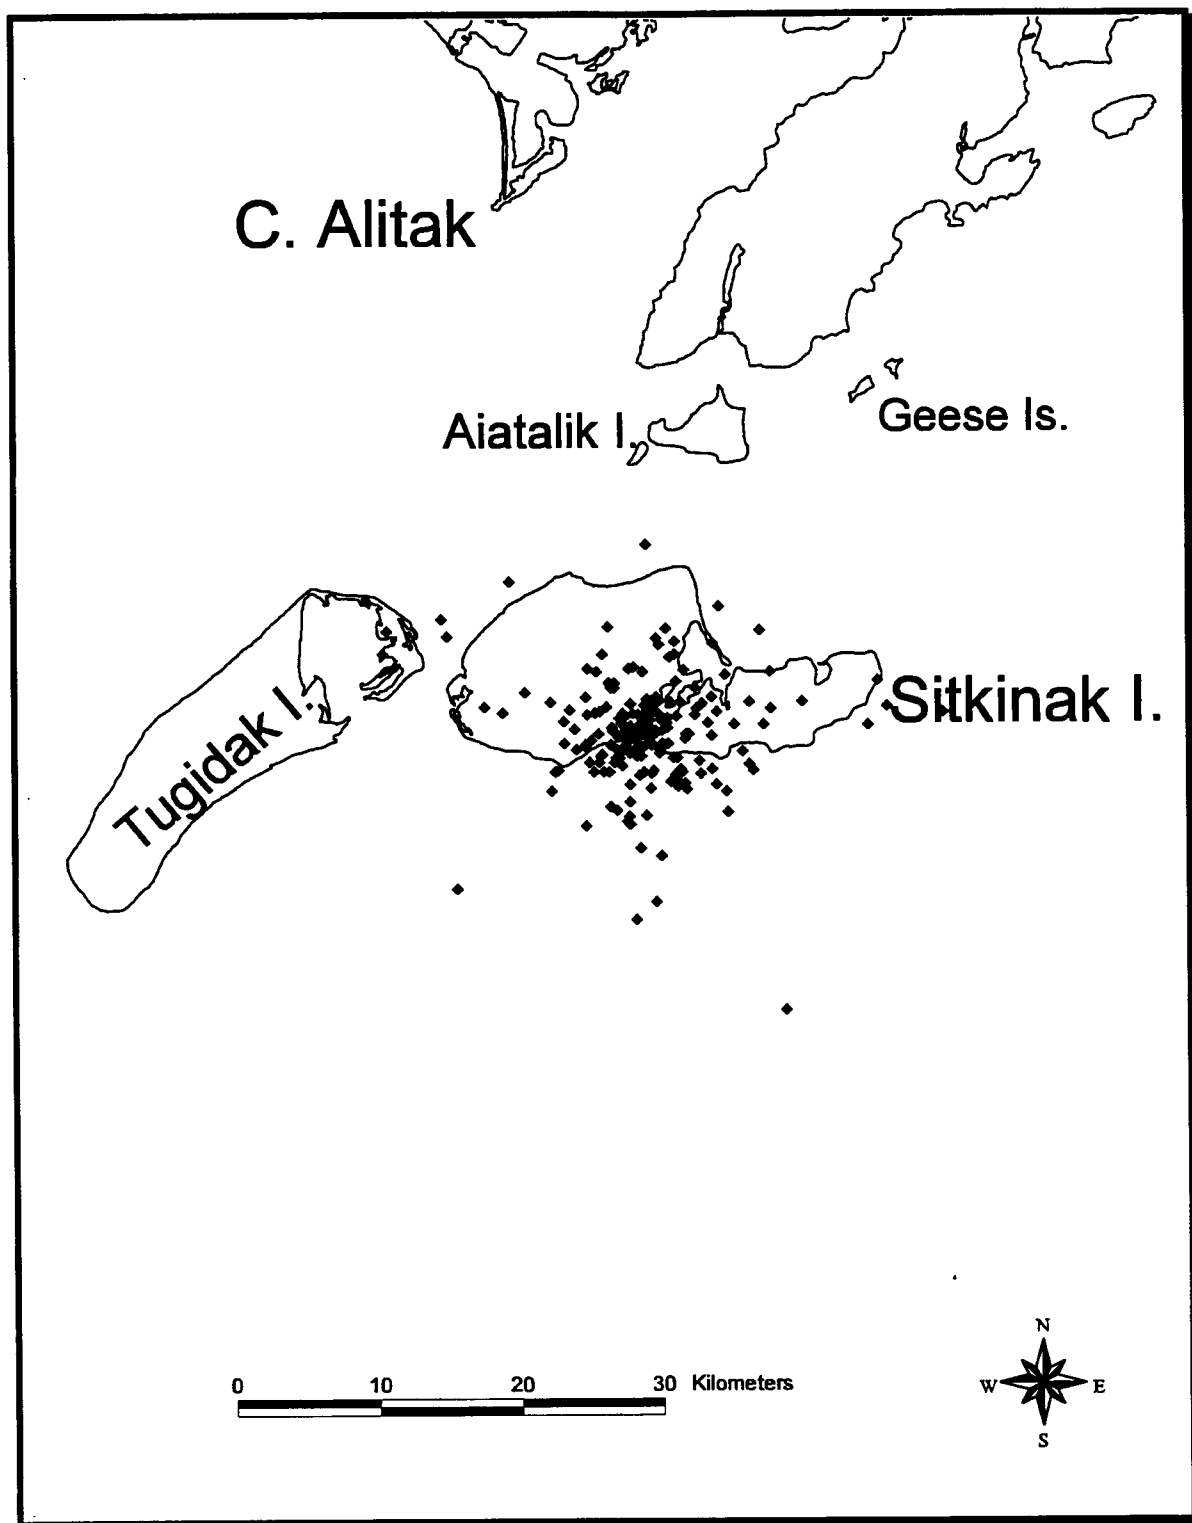 C. Alitak
Geese Is.
Aiatalik I.
Sitkinak I.
Tugidak I.
N
0 10 20 30 Kilometers
W E
S